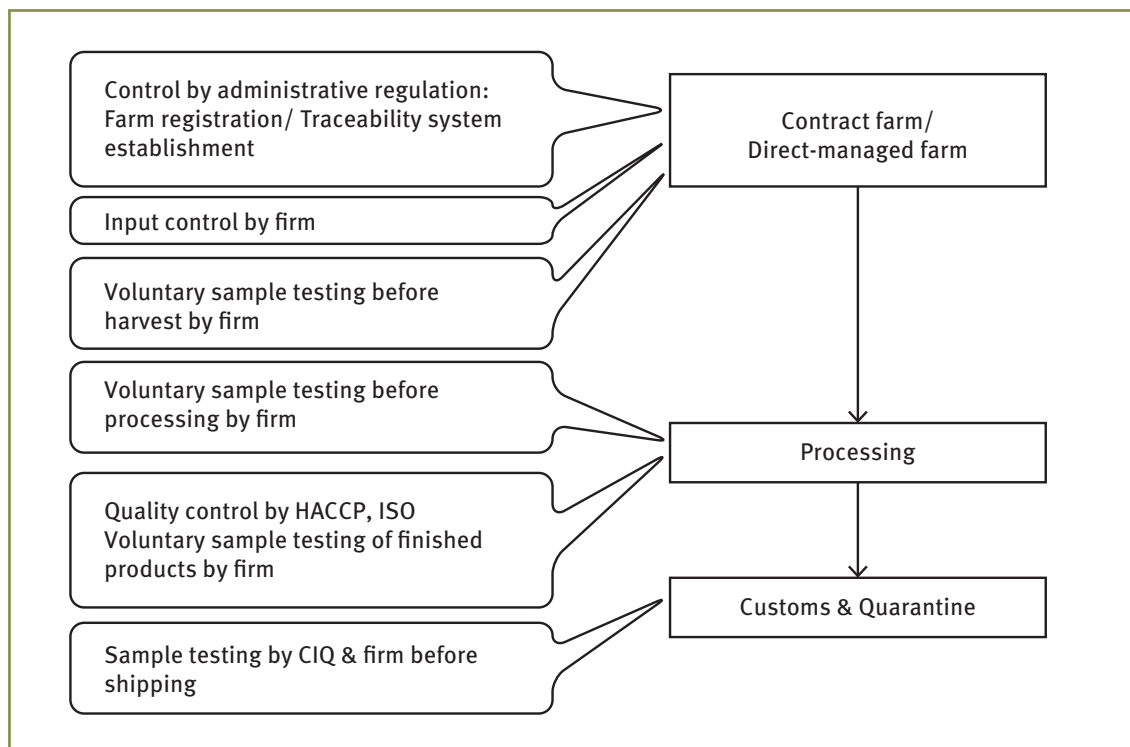 Control by administrative regulation:
Farm registration/ Traceability system
establishment
Contract farm/
Direct-managed farm
Input control by firm
Voluntary sample testing before
harvest by firm
Voluntary sample testing before
processing by firm
Processing
Quality control by HACCP, ISO
Voluntary sample testing of finished
products by firm
Customs & Quarantine
Sample testing by CIQ & firm before
shipping